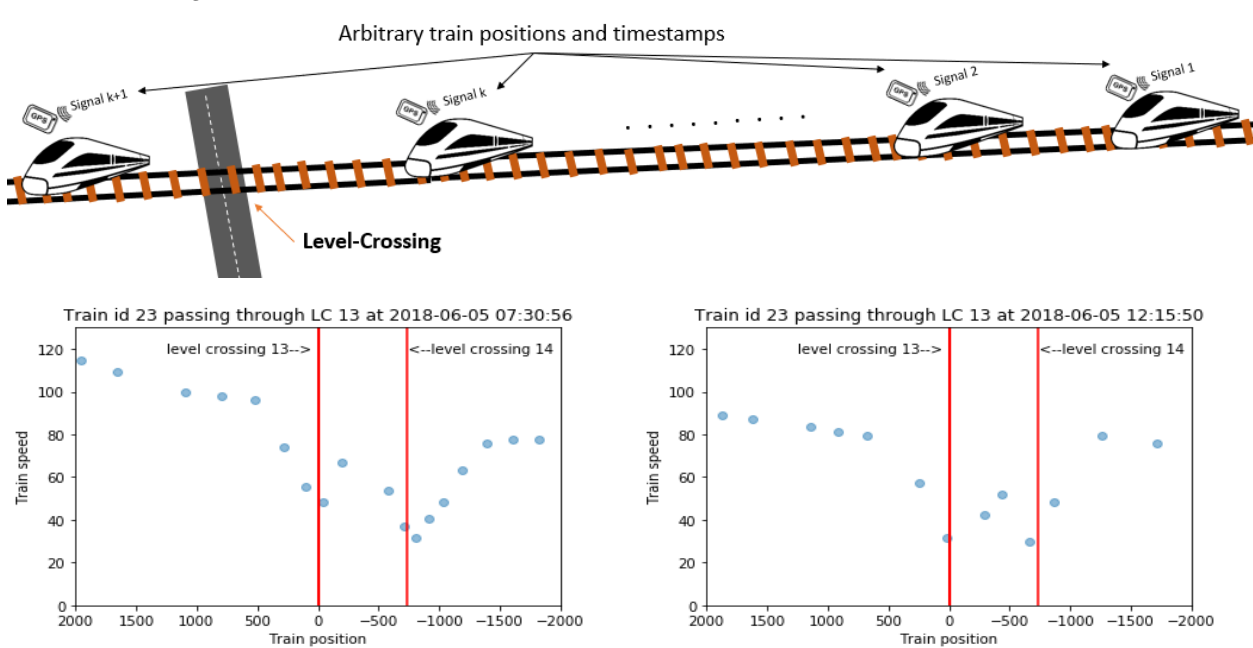 Arbitrary train positions and timestamps
GPS
Signal k+1
GPS
Signal k
GPS
Signal 2
GPS
Signal 1
. . . . . . . . .
Level-Crossing
Train id 23 passing through LC 13 at 2018-06-05 07:30:56
level crossing 13-->
<--level crossing 14
Train speed
120
100
80
60
40
20
0
2000 1500 1000 500 0 −500 −1000 −1500 −2000
Train position
Train id 23 passing through LC 13 at 2018-06-05 12:15:50
level crossing 13-->
<--level crossing 14
Train speed
120
100
80
60
40
20
0
2000 1500 1000 500 0 −500 −1000 −1500 −2000
Train position